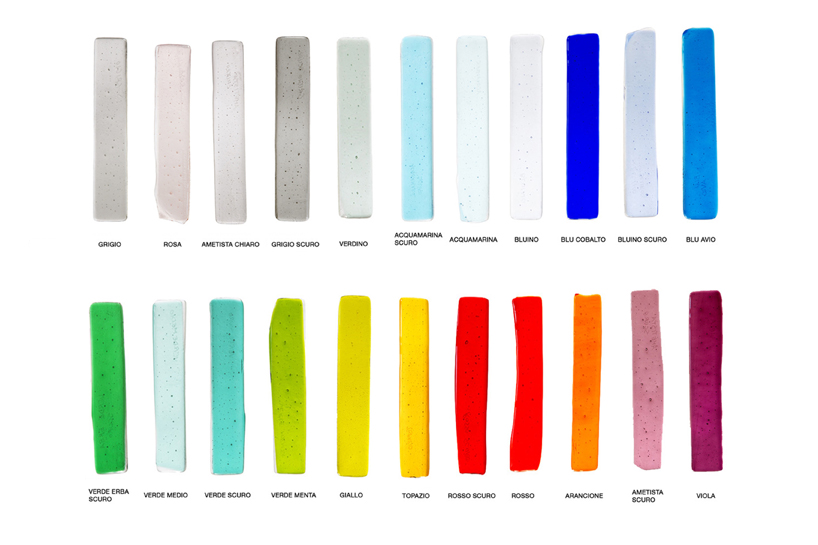 GRIGIO
ROSA
AMETISTA CHIARO
GRIGIO SCURO
VERDINO
ACQUAMARINA
SCURO
ACQUAMARINA
BLUINO
BLU COBALTO
BLUINO SCURO
BLU AVIO
VERDE ERBA
SCURO
VERDE MEDIO
VERDE SCURO
VERDE MENTA
GIALLO
TOPAZIO
ROSSO SCURO
ROSSO
ARANCIONE
AMETISTA
SCURO
VIOLA